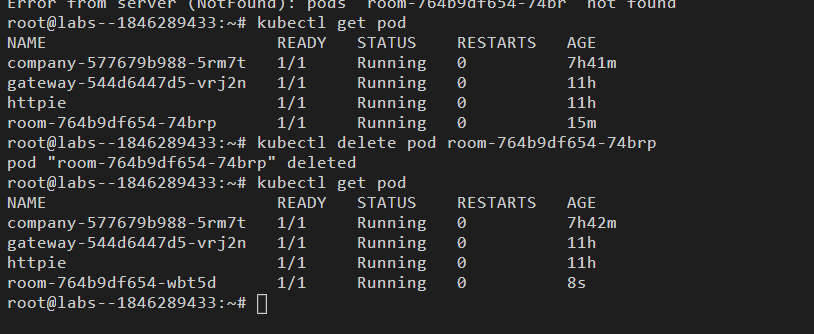 Error from server (NotFound): pods "room-764b9df654-74br" not found
root@labs--1846289433:~# kubectl get pod
NAME READY STATUS RESTARTS AGE
company-577679b988-5rm7t 1/1 Running 0 7h41m
gateway-544d6447d5-vrj2n 1/1 Running 0 11h
httpie 1/1 Running 0 11h
room-764b9df654-74brp 1/1 Running 0 15m
root@labs--1846289433:~# kubectl delete pod room-764b9df654-74brp
pod "room-764b9df654-74brp" deleted
root@labs--1846289433:~# kubectl get pod
NAME READY STATUS RESTARTS AGE
company-577679b988-5rm7t 1/1 Running 0 7h42m
gateway-544d6447d5-vrj2n 1/1 Running 0 11h
httpie 1/1 Running 0 11h
room-764b9df654-wbt5d 1/1 Running 0 8s
root@labs--1846289433:~#